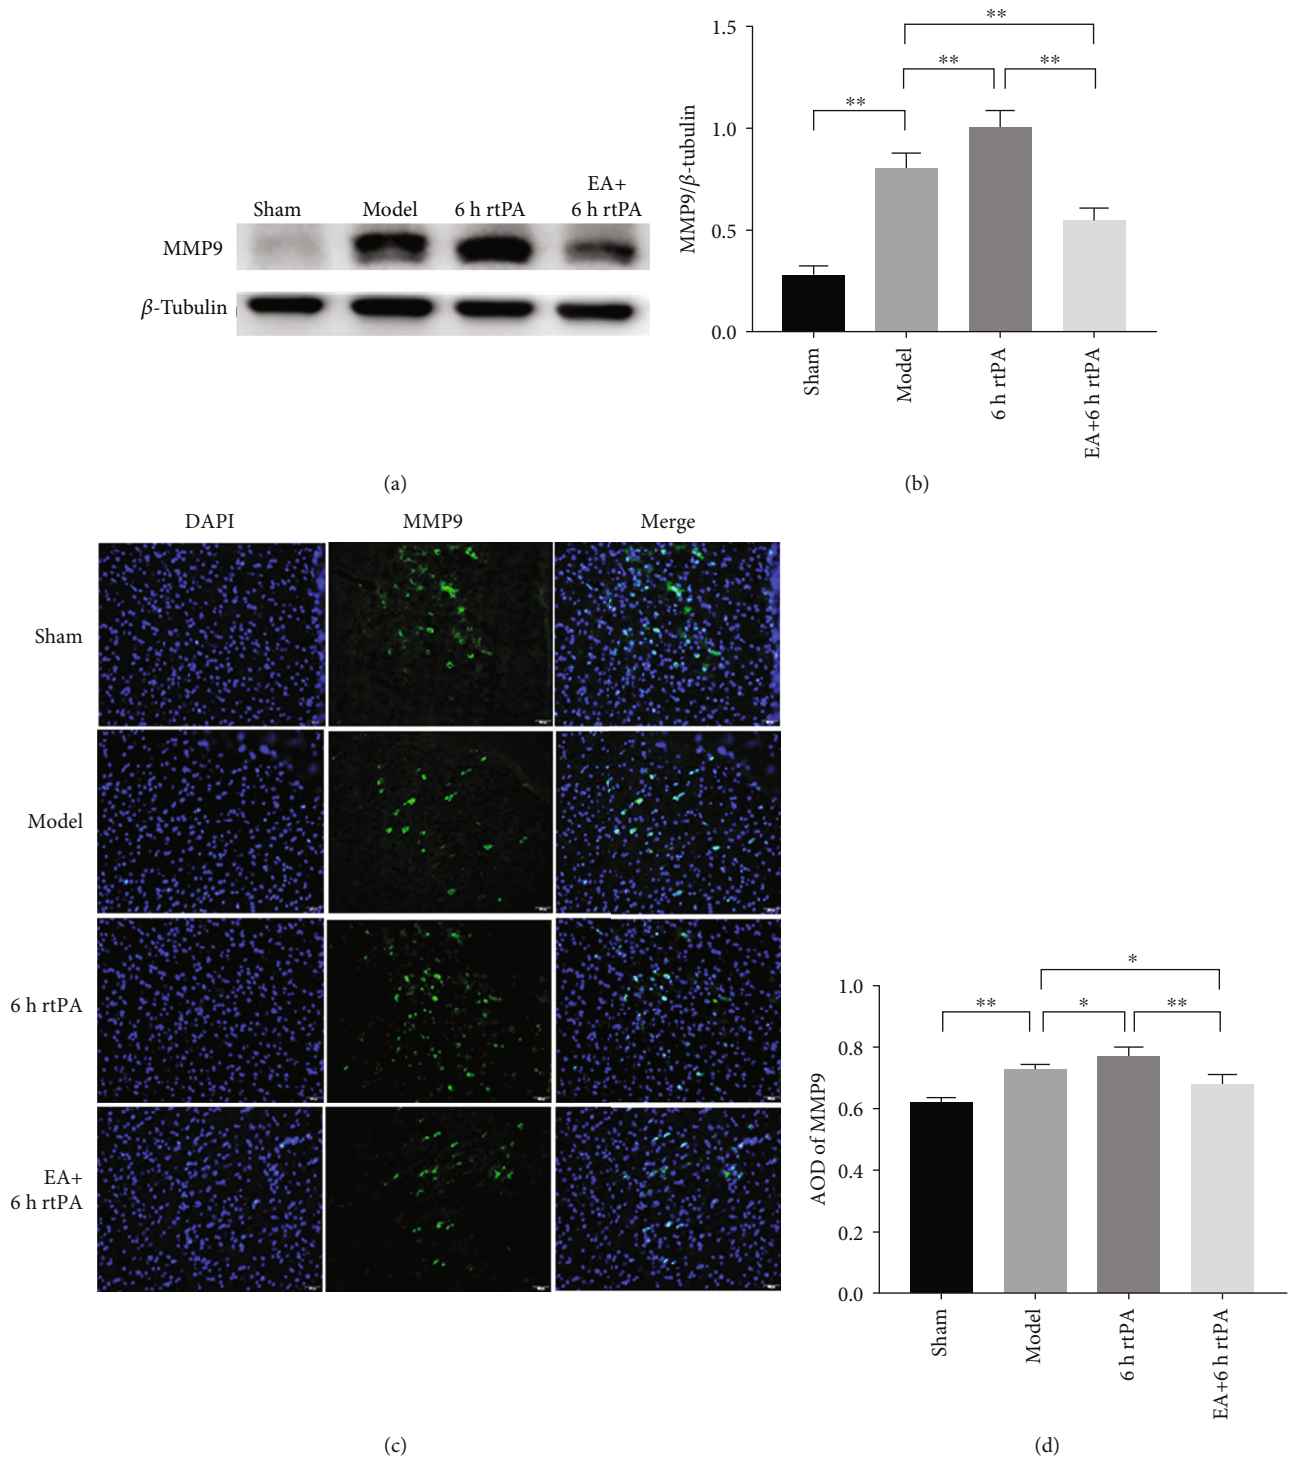 EA+
Sham Model 6 h rtPA 6 h rtPA
MMP9
β-Tubulin
(a)
1.5
1.0
0.5
0.0
MMP9/β-tubulin
**
**
**
**
Sham
Model
6 h rtPA
EA+6 h rtPA
(b)
DAPI MMP9 Merge
Sham
Model
6 h rtPA
EA+
6 h rtPA
(c)
1.0
0.8
0.6
0.4
0.2
0.0
AOD of MMP9
*
** * **
Sham
Model
6 h rtPA
EA+6 h rtPA
(d)